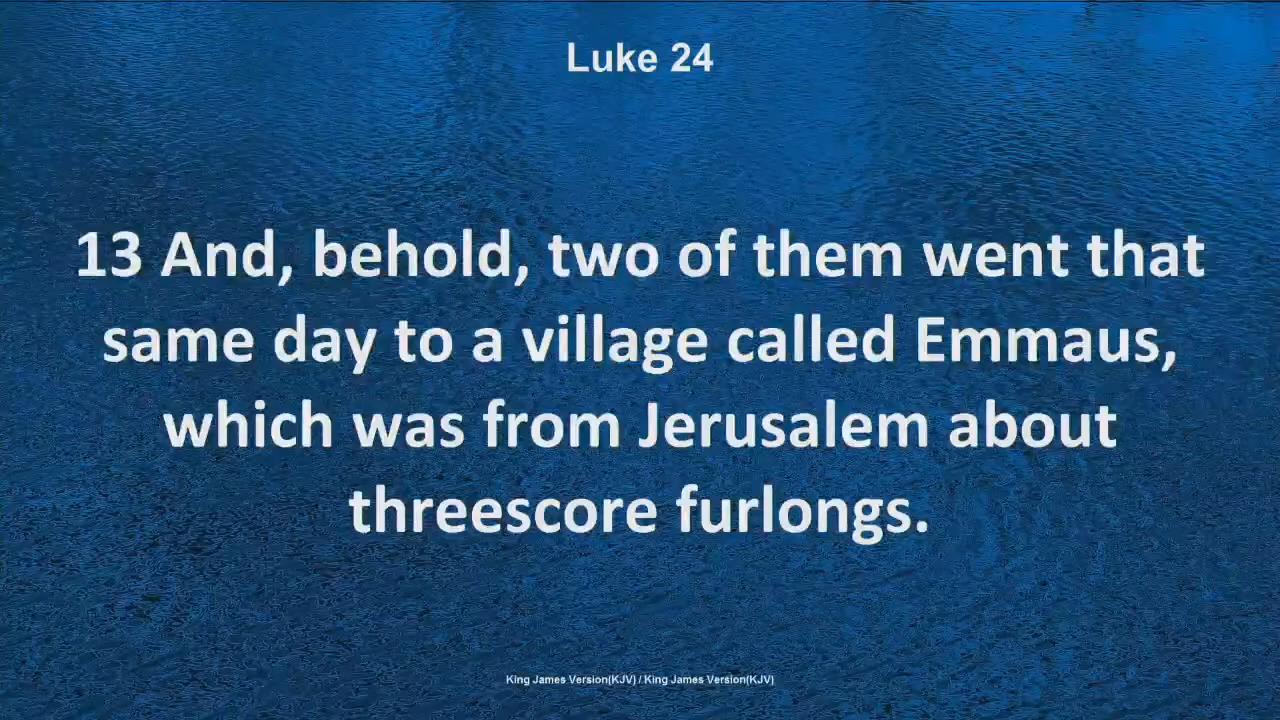 Luke 24
13 And, behold, two of them went that
same day to a village called Emmaus,
which was from Jerusalem about
threescore furlongs.
King James Version(KJV) / King James Version(KJV)